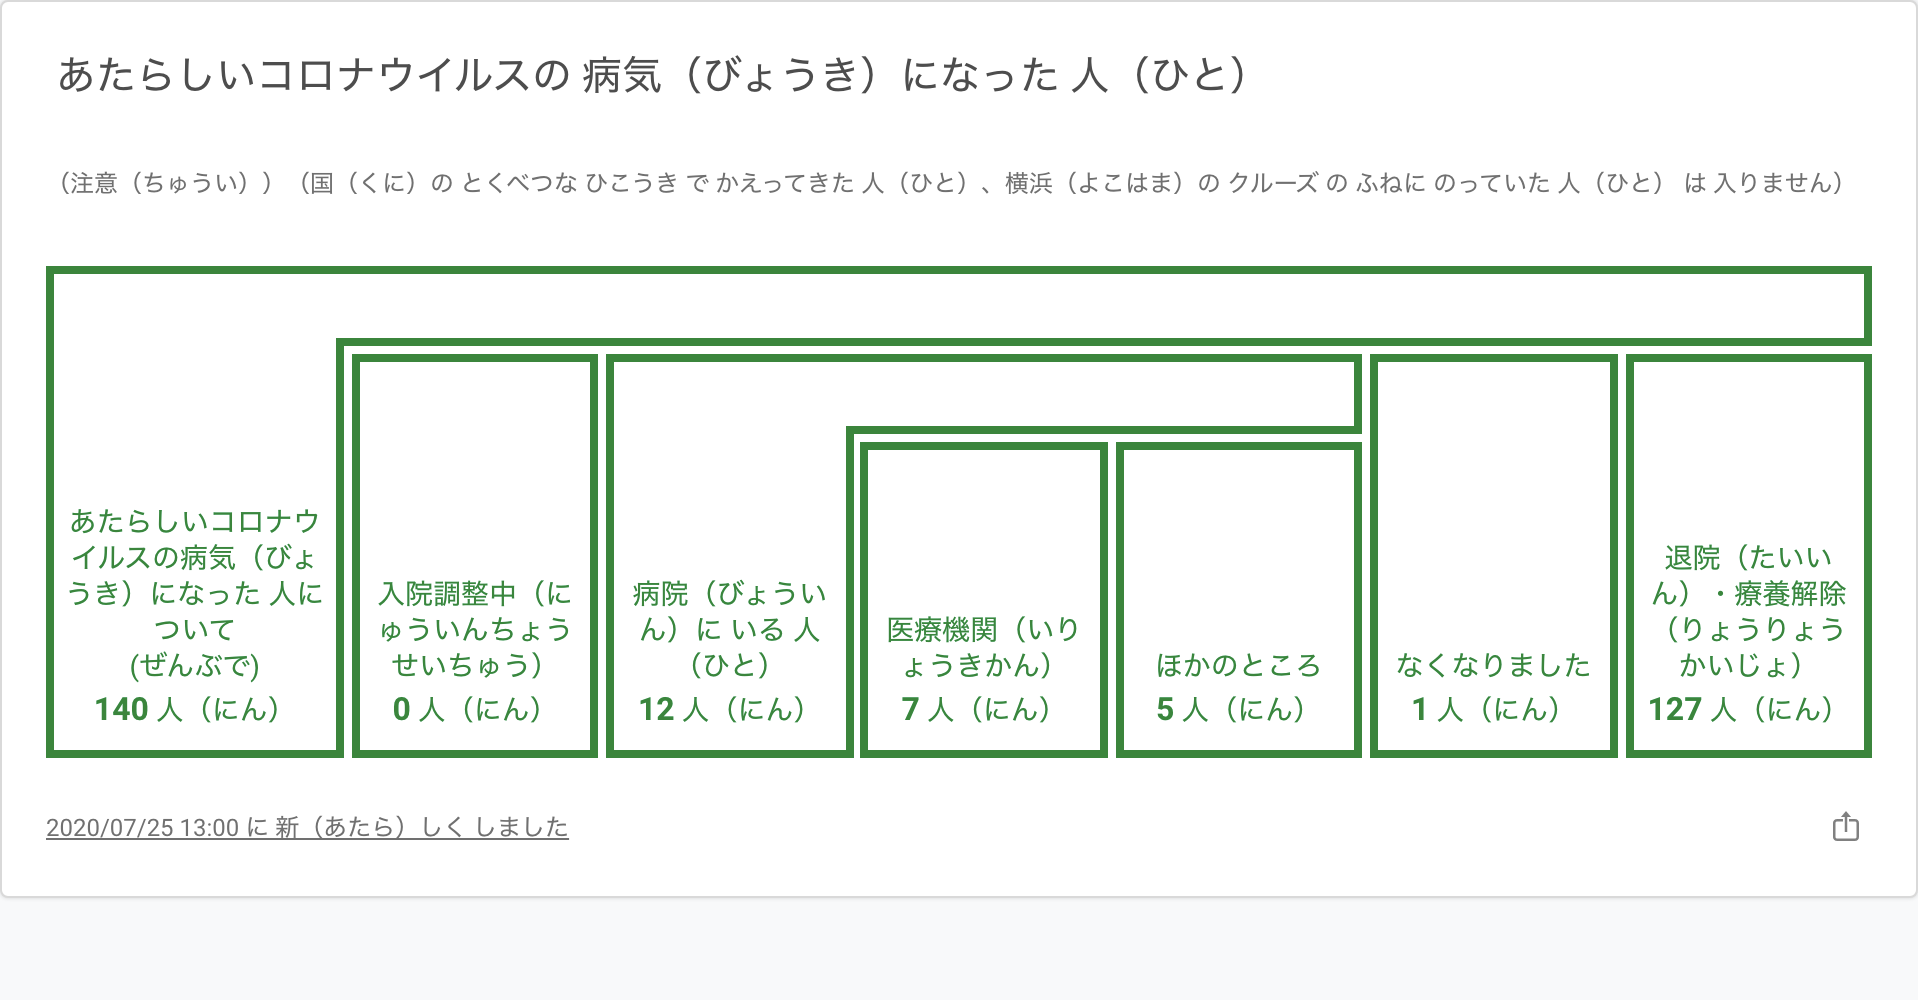 あたらしいコロナウイルスの 病気（びょうき）になった 人（ひと）
（注意（ちゅうい））（国（くに）の とくべつな ひこうき で かえってきた 人（ひと）、横浜（よこはま）の クルーズ の ふねに のっていた 人（ひと） は 入りません）
あたらしいコロナウ
イルスの病気（びょ
うき）になった 人に
ついて
(ぜんぶで)
140 人（にん）
入院調整中（に
ゅういんちょう
せいちゅう）
0 人（にん）
病院（びょうい
ん）に いる 人
（ひと）
12 人（にん）
医療機関（いり
ょうきかん）
7 人（にん）
ほかのところ
5 人（にん）
なくなりました
1 人（にん）
退院（たいい
ん）・療養解除
（りょうりょう
かいじょ）
127 人（にん）
2020/07/25 13:00 に 新（あたら）しく しました